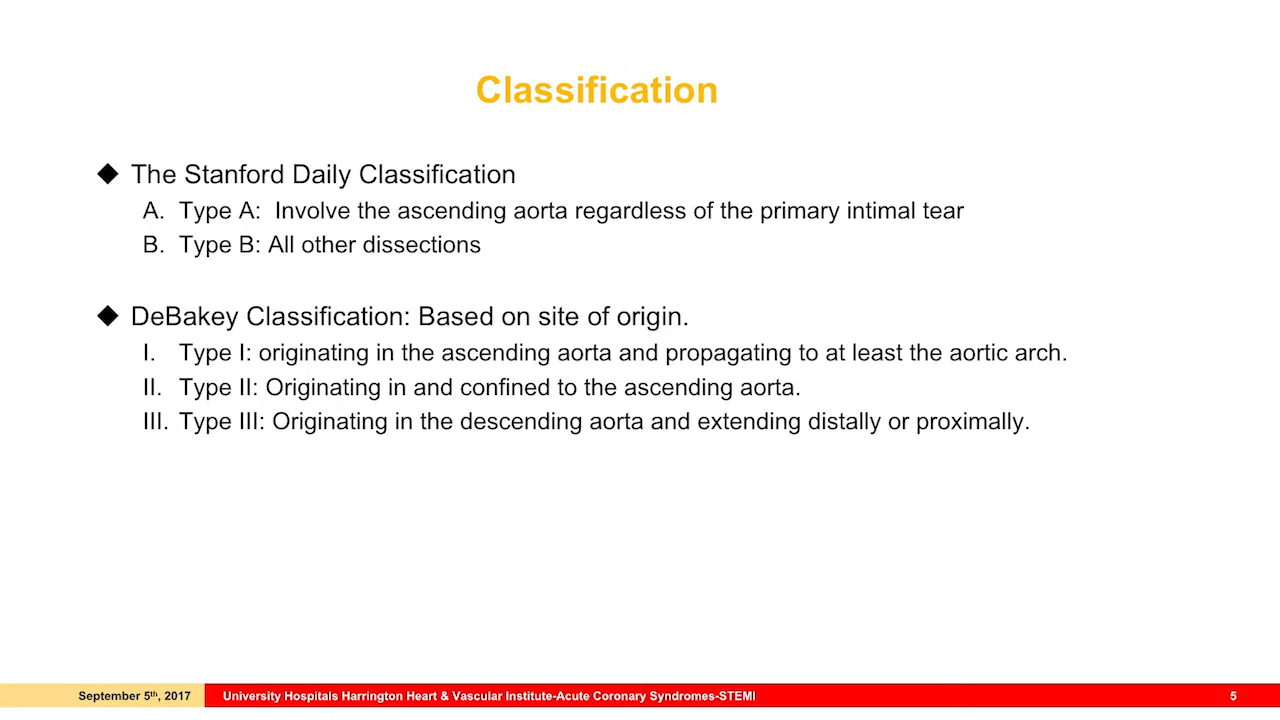 Classification
◆ The Stanford Daily Classification
A. Type A: Involve the ascending aorta regardless of the primary intimal tear
B. Type B: All other dissections
◆ DeBakey Classification: Based on site of origin.
I. Type I: originating in the ascending aorta and propagating to at least the aortic arch.
II. Type II: Originating in and confined to the ascending aorta.
III. Type III: Originating in the descending aorta and extending distally or proximally.
September 5th, 2017 University Hospitals Harrington Heart & Vascular Institute-Acute Coronary Syndromes-STEMI 5